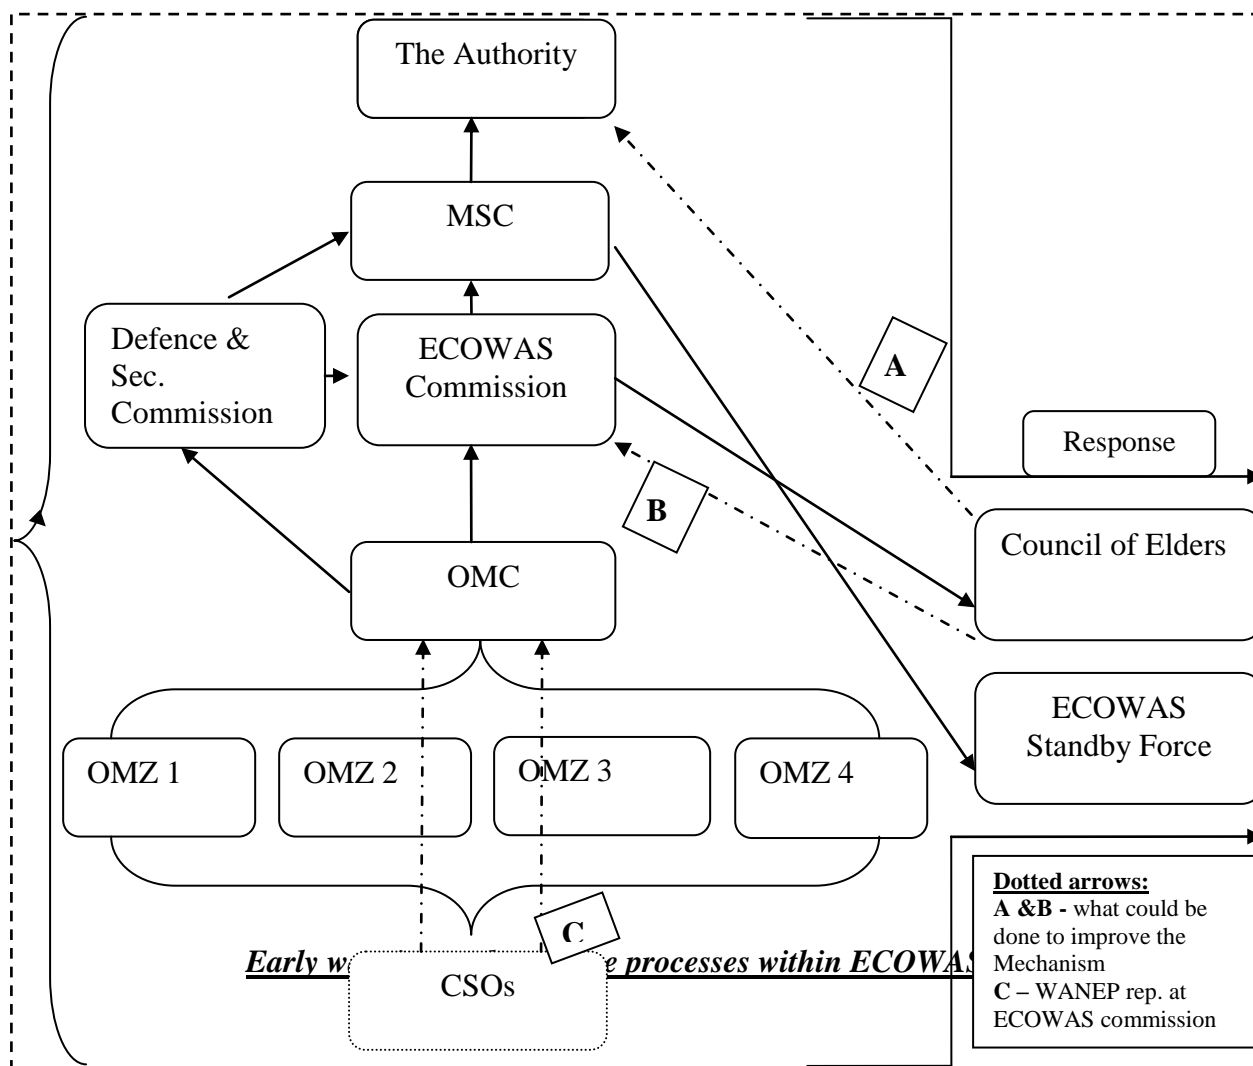 The Authority
MSC
Defence &
Sec.
Commission
ECOWAS
Commission
A
Response
B
Council of Elders
OMC
ECOWAS
Standby Force
OMZ 1
OMZ 2
OMZ 3
OMZ 4
C
Early w e processes within ECOWAS
CSOs
Dotted arrows:
A &B - what could be
done to improve the
Mechanism
C – WANEP rep. at
ECOWAS commission